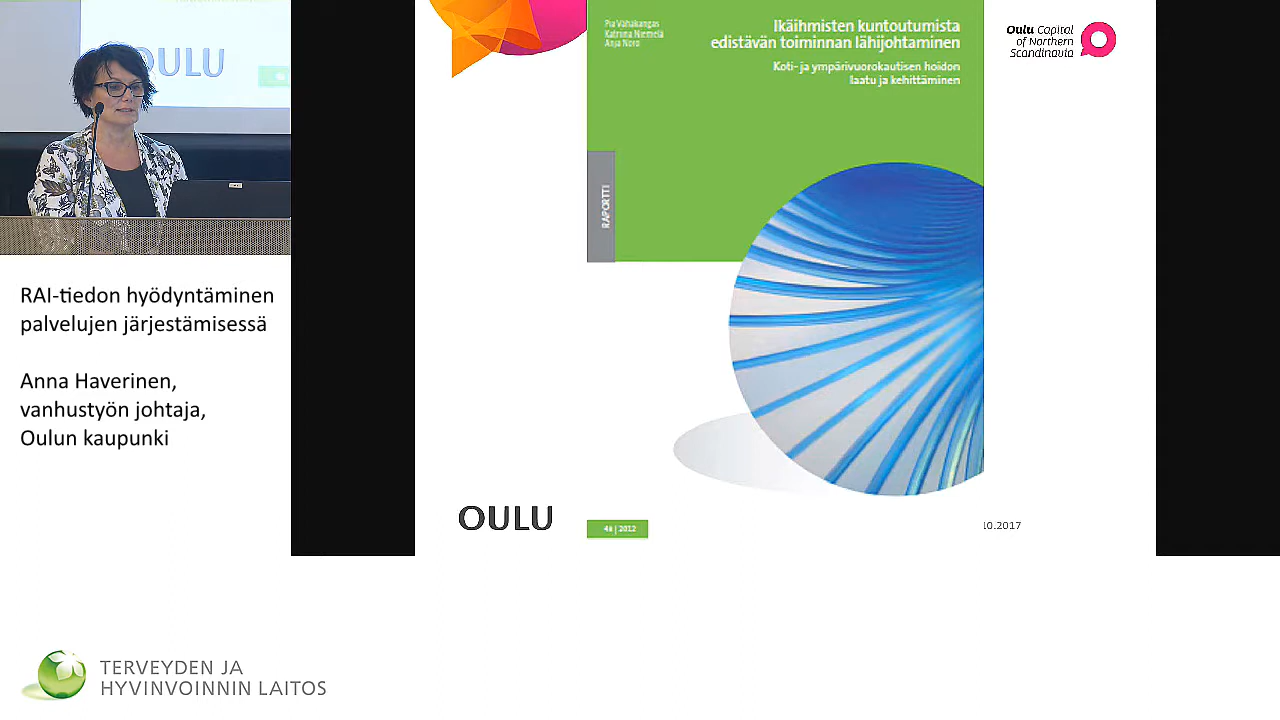 OULU
RAI-tiedon hyödyntäminen
palvelujen järjestämisessä
Anna Haverinen,
vanhustyön johtaja,
Oulun kaupunki
Pia Vähäkangas
Katriina Niemelä
Anja Noro
Ikäihmisten kuntoutumista
edistävän toiminnan lähijohtaminen
Koti- ja ympärivuorokautisen hoidon
laatu ja kehittäminen
RAPORTTI
Oulu Capital
of Northern
Scandinavia
OULU
48 | 2012
10.2017
TERVEYDEN JA
HYVINVOINNIN LAITOS